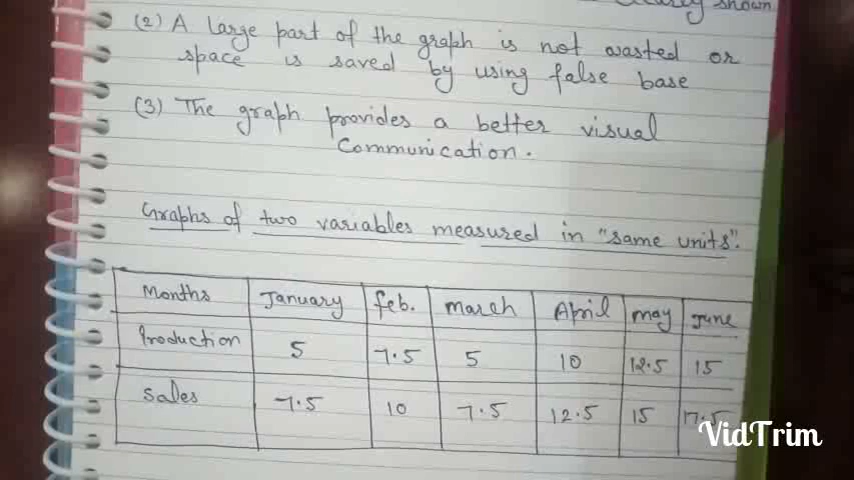 shown
(2) A large part of the graph is not wasted or
space is saved by using false base
(3) The graph provides a better visual
Communication.
Graphs of two variables measured in "same units".
Months January feb. March April may June
Production 5 7.5 5 10 12.5 15
Sales 7.5 10 7.5 12.5 15 17.5
VidTrim